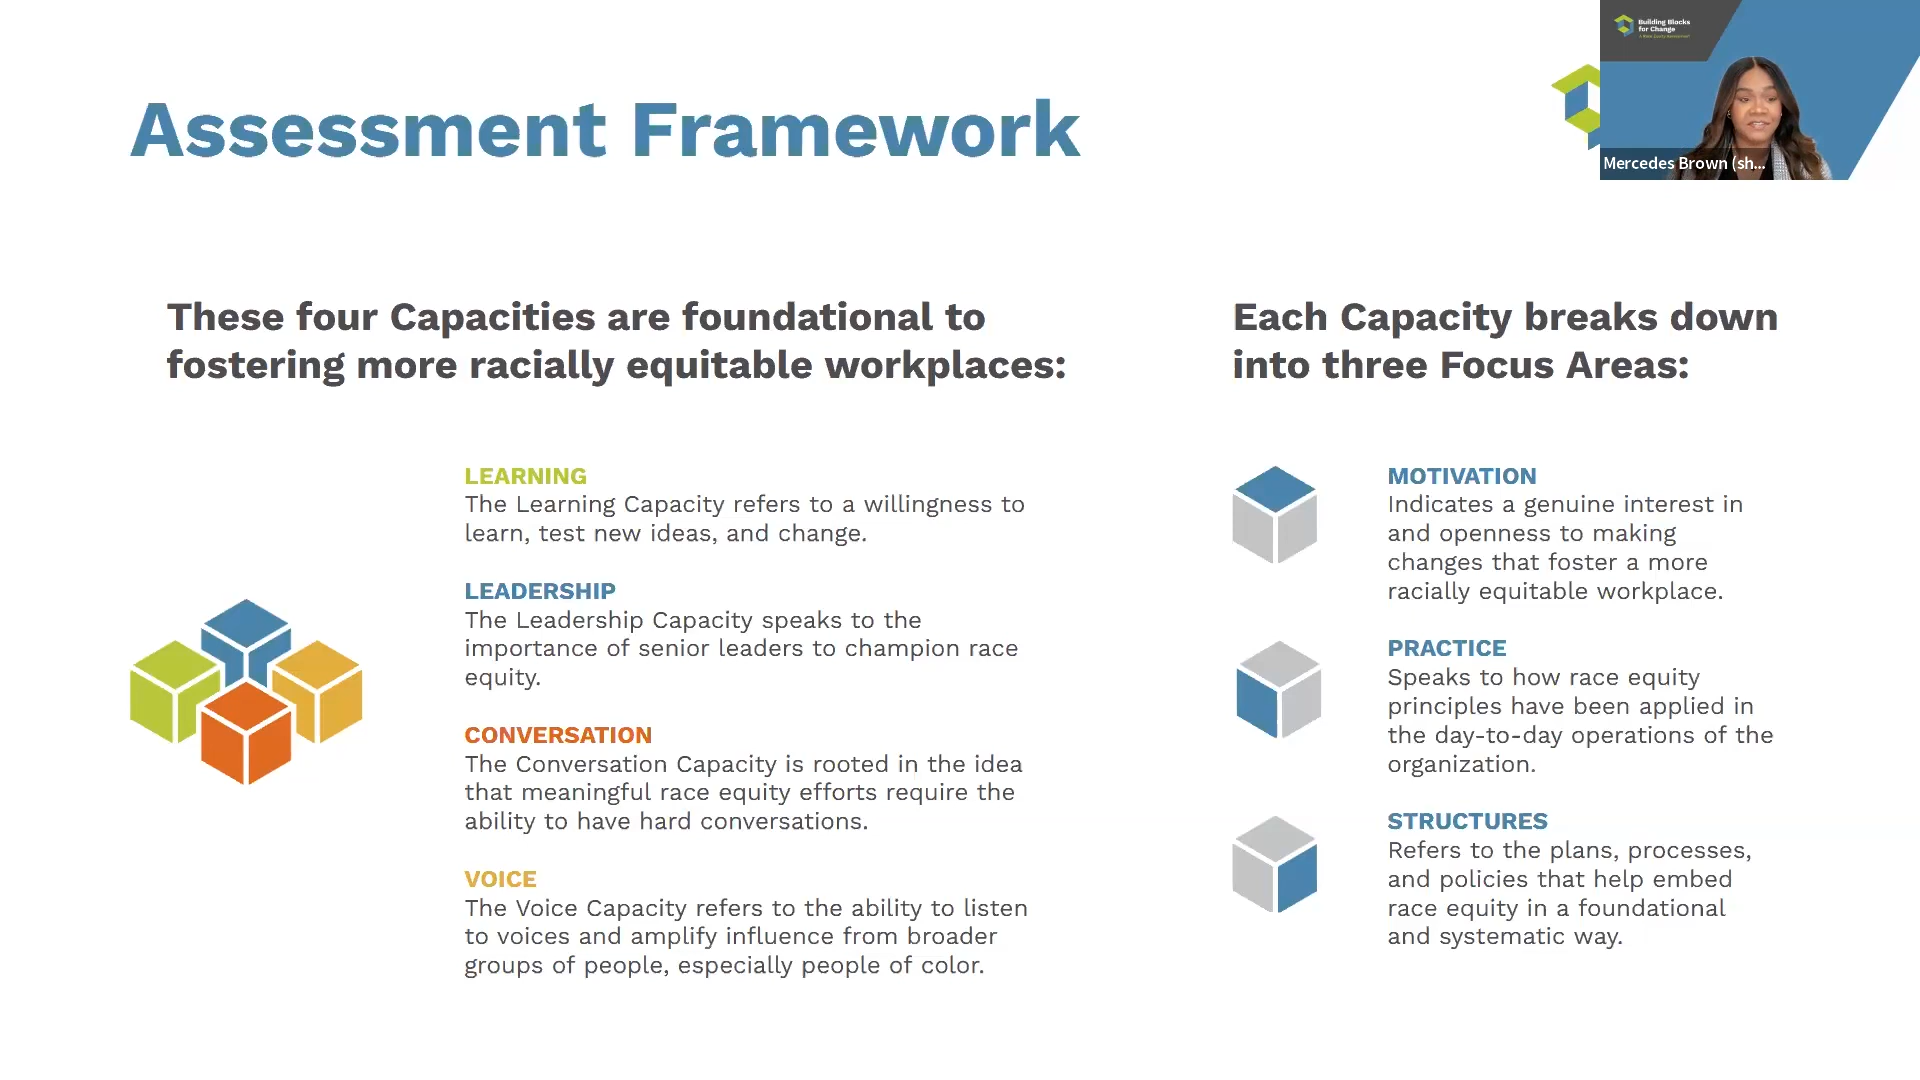 Building Blocks
for Change
Mercedes Brown (sh...
Assessment Framework
These four Capacities are foundational to
fostering more racially equitable workplaces:
LEARNING
The Learning Capacity refers to a willingness to
learn, test new ideas, and change.
LEADERSHIP
The Leadership Capacity speaks to the
importance of senior leaders to champion race
equity.
CONVERSATION
The Conversation Capacity is rooted in the idea
that meaningful race equity efforts require the
ability to have hard conversations.
VOICE
The Voice Capacity refers to the ability to listen
to voices and amplify influence from broader
groups of people, especially people of color.
Each Capacity breaks down
into three Focus Areas:
MOTIVATION
Indicates a genuine interest in
and openness to making
changes that foster a more
racially equitable workplace.
PRACTICE
Speaks to how race equity
principles have been applied in
the day-to-day operations of the
organization.
STRUCTURES
Refers to the plans, processes,
and policies that help embed
race equity in a foundational
and systematic way.